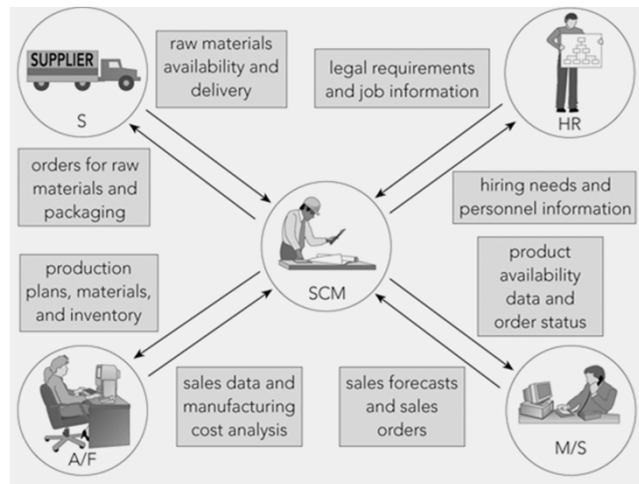 SUPPLIER
S
raw materials
availability and
delivery
legal requirements
and job information
HR
orders for raw
materials and
packaging
hiring needs and
personnel information
SCM
production
plans, materials,
and inventory
product
availability
data and
order status
A/F
sales data and
manufacturing
cost analysis
sales forecasts
and sales
orders
M/S